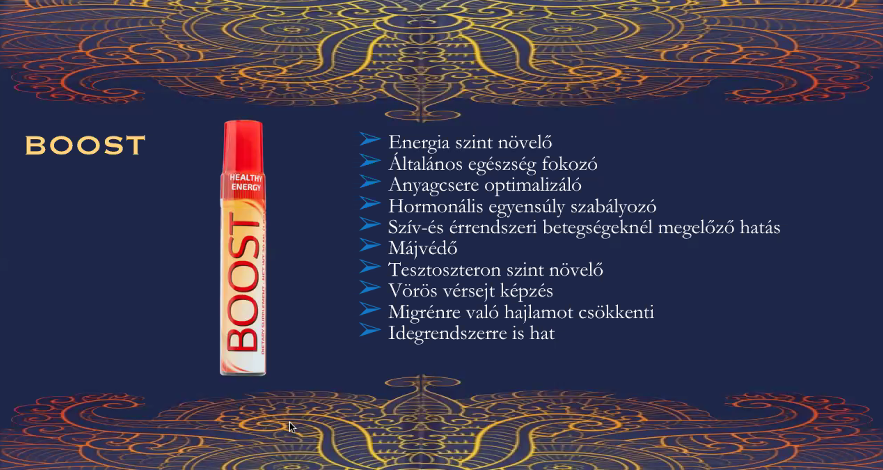 BOOST
HEALTHY
ENERGY
BOOST
Energia szint növelő
Általános egészség fokozó
Anyagcsere optimalizáló
Hormonális egyensúly szabályozó
Szív-és érrendszeri betegségeknél megelőző hatás
Májvédő
Tesztoszteron szint növelő
Vörös vérsejt képzés
Migrénre való hajlamot csökkenti
Idegrendszerre is hat